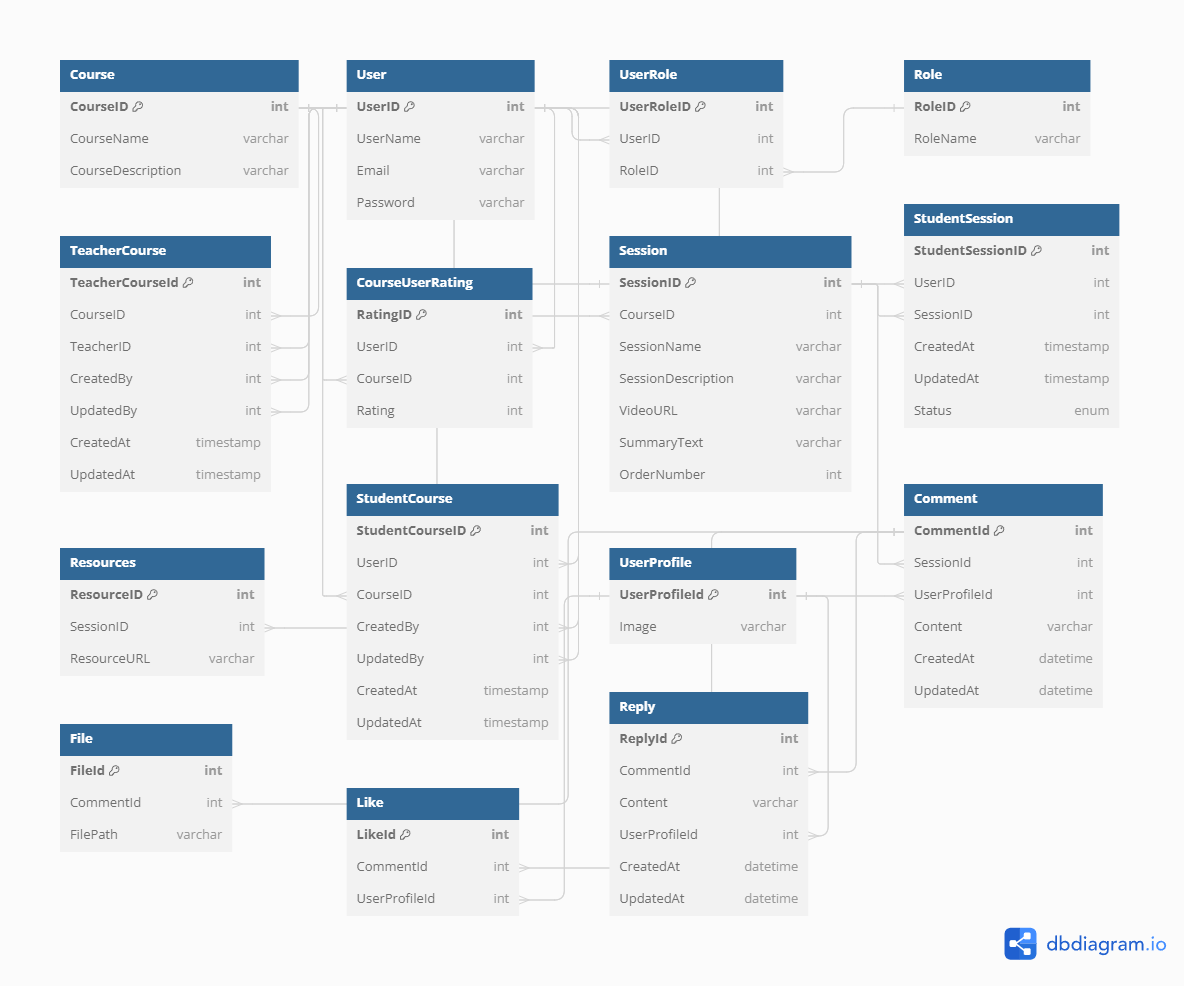 Course
CourseID int
CourseName varchar
CourseDescription varchar
User
UserID int
UserName varchar
Email varchar
Password varchar
UserRole
UserRoleID int
UserID int
RoleID int
Role
RoleID int
RoleName varchar
TeacherCourse
TeacherCourseId int
CourseID int
TeacherID int
CreatedBy int
UpdatedBy int
CreatedAt timestamp
UpdatedAt timestamp
CourseUserRating
RatingID int
UserID int
CourseID int
Rating int
Session
SessionID int
CourseID int
SessionName varchar
SessionDescription varchar
VideoURL varchar
SummaryText varchar
OrderNumber int
StudentSession
StudentSessionID int
UserID int
SessionID int
CreatedAt timestamp
UpdatedAt timestamp
Status enum
Resources
ResourceID int
SessionID int
ResourceURL varchar
StudentCourse
StudentCourseID int
UserID int
CourseID int
CreatedBy int
UpdatedBy int
CreatedAt timestamp
UpdatedAt timestamp
UserProfile
UserProfileId int
Image varchar
Comment
CommentId int
SessionId int
UserProfileId int
Content varchar
CreatedAt datetime
UpdatedAt datetime
File
FileId int
CommentId int
FilePath varchar
Like
LikeId int
CommentId int
UserProfileId int
Reply
ReplyId int
CommentId int
Content varchar
UserProfileId int
CreatedAt datetime
UpdatedAt datetime
dbdiagram.io